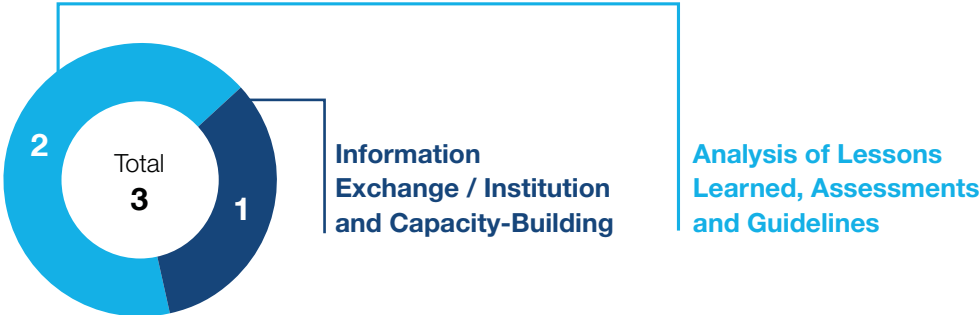 2
Total
3
1
Information
Exchange / Institution
and Capacity-Building
Analysis of Lessons
Learned, Assessments
and Guidelines